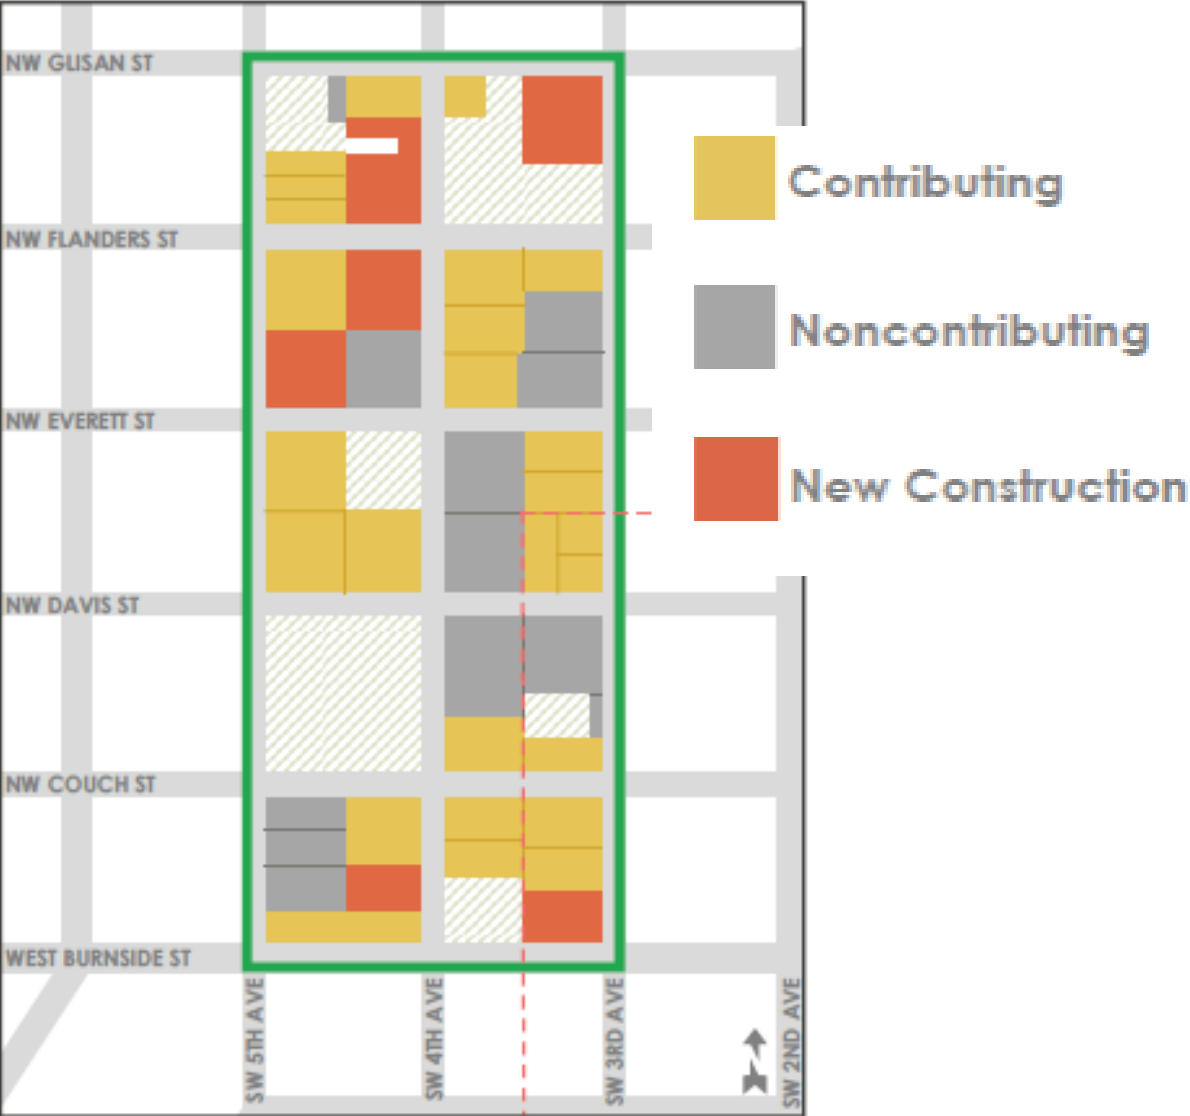 NW GLISAN ST
Contributing
NW FLANDERS ST
Noncontributing
NW EVERETT ST
New Construction
NW DAVIS ST
NW COUCH ST
WEST BURNSIDE ST
SW 5TH AVE
SW 4TH AVE
SW 3RD AVE
SW 2ND AVE